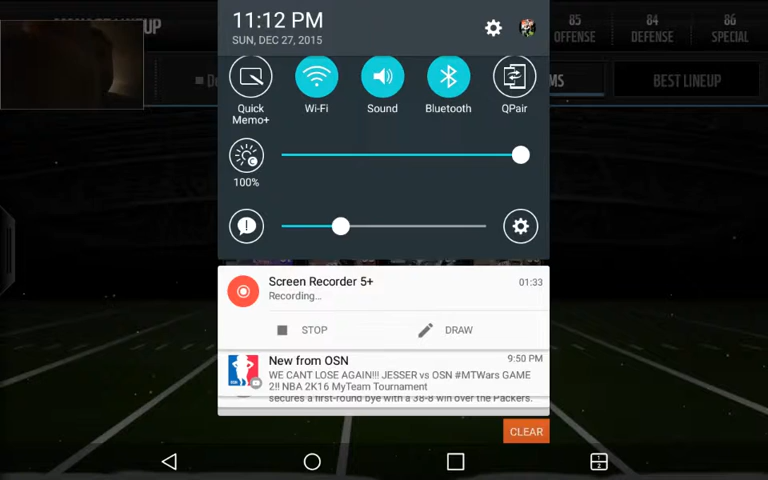 11:12 PM
SUN, DEC 27, 2015
LINEUP
85
OFFENSE
84
DEFENSE
86
SPECIAL
BEST LINEUP
Quick
Memo+
Wi-Fi
Sound
Bluetooth
QPair
100%
Screen Recorder 5+
01:33
Recording...
STOP
DRAW
New from OSN
9:50 PM
WE CANT LOSE AGAIN!!! JESSER vs OSN #MTWars GAME
2!! NBA 2K16 MyTeam Tournament
secures a first-round bye with a 38-8 win over the Packers.
CLEAR